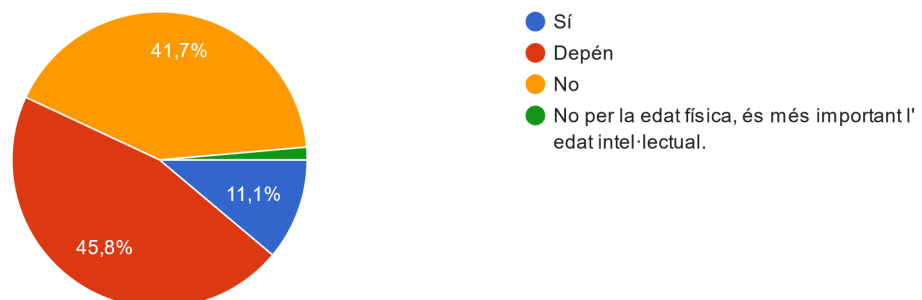 41,7%
11,1%
45,8%
Sí
Depén
No
No per la edat física, és més important l'
edat intel·lectual.